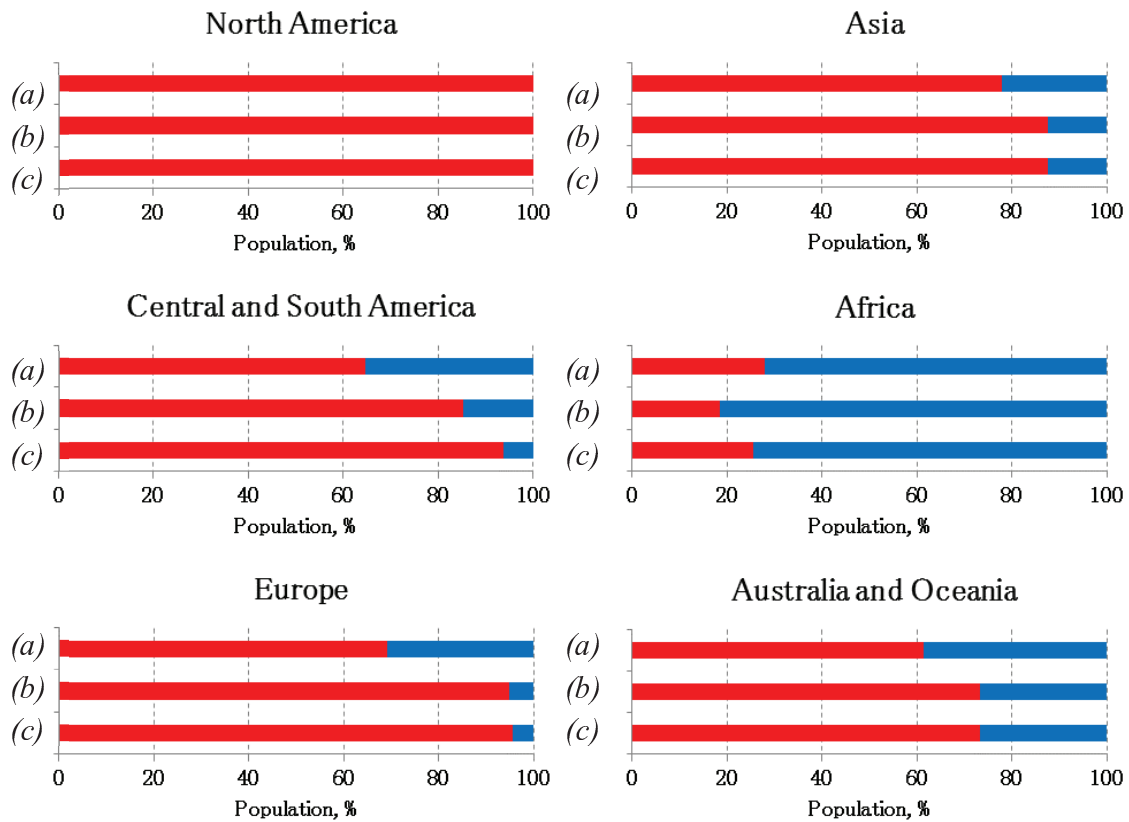 North America
(a)
(b)
(c)
0 20 40 60 80 100
Population, %
Asia
(a)
(b)
(c)
0 20 40 60 80 100
Population, %
Central and South America
(a)
(b)
(c)
0 20 40 60 80 100
Population, %
Africa
(a)
(b)
(c)
0 20 40 60 80 100
Population, %
Europe
(a)
(b)
(c)
0 20 40 60 80 100
Population, %
Australia and Oceania
(a)
(b)
(c)
0 20 40 60 80 100
Population, %